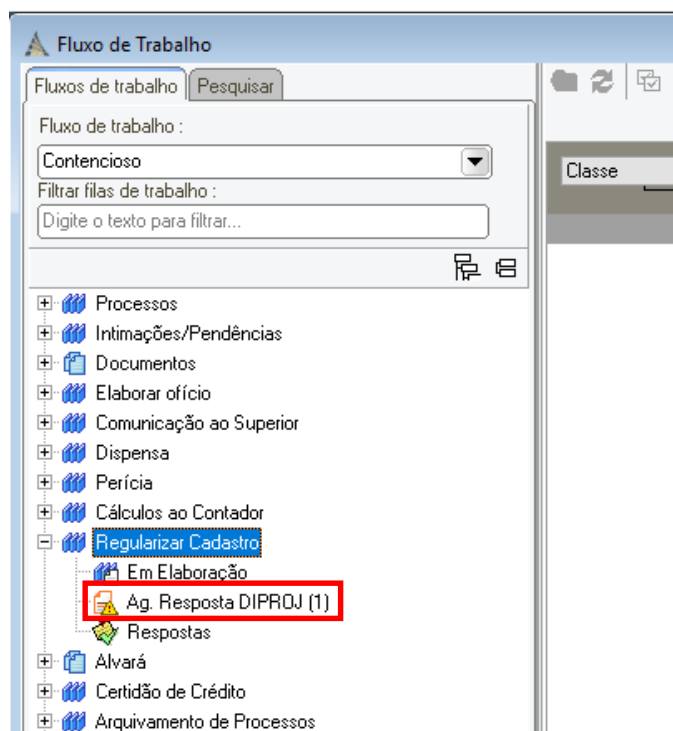 Fluxo de Trabalho
Fluxos de trabalho Pesquisar
Fluxo de trabalho :
Contencioso
Filtrar filas de trabalho :
Digite o texto para filtrar...
Classe
Processos
Intimações/Pendências
Documentos
Elaborar ofício
Comunicação ao Superior
Dispensa
Perícia
Cálculos ao Contador
Regularizar Cadastro
Em Elaboração
Ag. Resposta DIPROJ (1)
Respostas
Alvará
Certidão de Crédito
Arquivamento de Processos